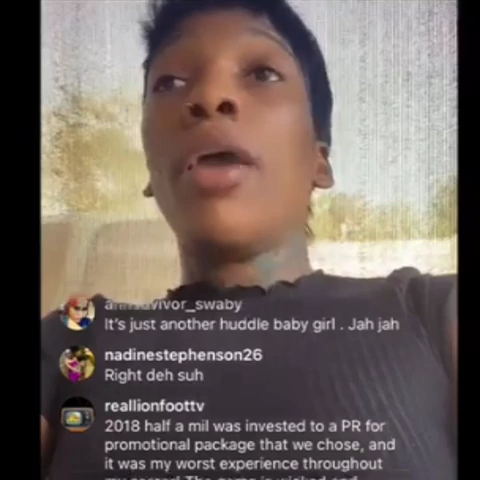 annsavivor_swaby
It's just another huddle baby girl . Jah jah
nadinestephenson26
Right deh suh
reallionfoottv
2018 half a mil was invested to a PR for
promotional package that we chose, and
it was my worst experience throughout